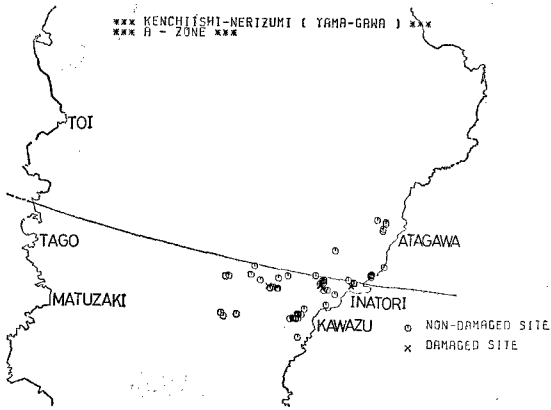 *** KENCHIISHI-NERIZUMI ( YAMA-GAWA ) ***
*** A - ZONE ***
TOI
ATAGAWA
TAGO
MATUZAKI
INATORI
KAWAZU
NON-DAMAGED SITE
DAMAGED SITE